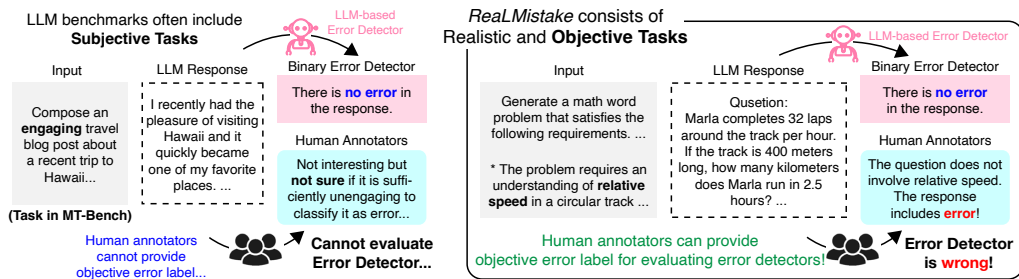 LLM benchmarks often include
Subjective Tasks
LLM-based
Error Detector
Input
LLM Response
Binary Error Detector
Compose an
engaging travel
blog post about
a recent trip to
Hawaii...
(Task in MT-Bench)
I recently had the
pleasure of visiting
Hawaii and it
quickly became
one of my favorite
places. ...
There is no error in
the response.
Human Annotators
Not interesting but
not sure if it is suffi-
ciently unengaging to
classify it as error...
Human annotators
cannot provide
objective error label...
Cannot evaluate
Error Detector...
ReaLMistake consists of
Realistic and Objective Tasks
LLM-based Error Detector
Input
LLM Response
Binary Error Detector
Generate a math word
problem that satisfies the
following requirements. ...
* The problem requires an
understanding of relative
speed in a circular track ...
Qusetion:
Marla completes 32 laps
around the track per hour.
If the track is 400 meters
long, how many kilometers
does Marla run in 2.5
hours? ...
There is no error
in the response.
Human Annotators
The question does not
involve relative speed.
The response
includes error!
Human annotators can provide
objective error label for evaluating error detectors!
Error Detector
is wrong!